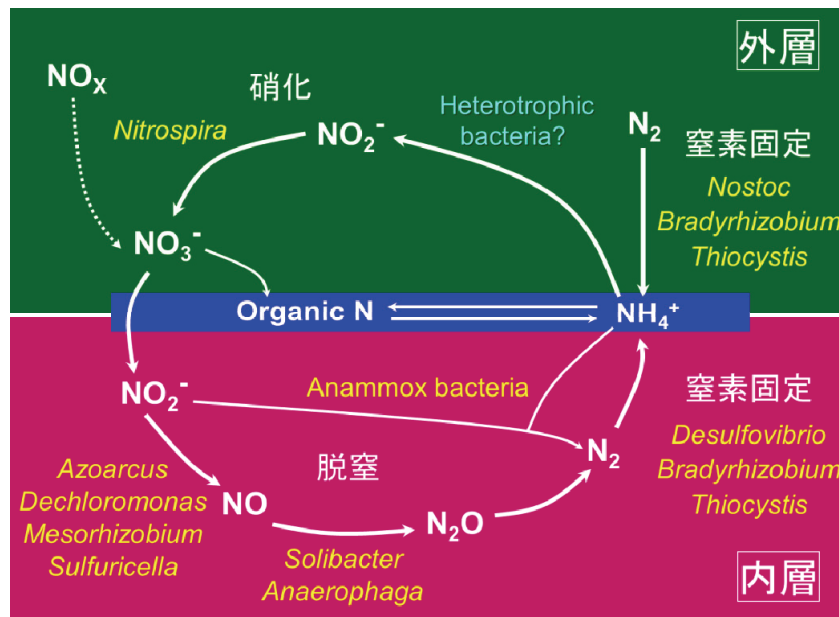 外層
NOX
硝化
Nitrospira
NO2-
Heterotrophic
bacteria?
N2
窒素固定
Nostoc
Bradyrhizobium
Thiocystis
NO3-
Organic N
NH4+
NO2-
Anammox bacteria
窒素固定
Desulfovibrio
Bradyrhizobium
Thiocystis
N2
脱窒
Azoarcus
Dechloromonas
Mesorhizobium
Sulfuricella
NO
N2O
Solibacter
Anaerophaga
内層